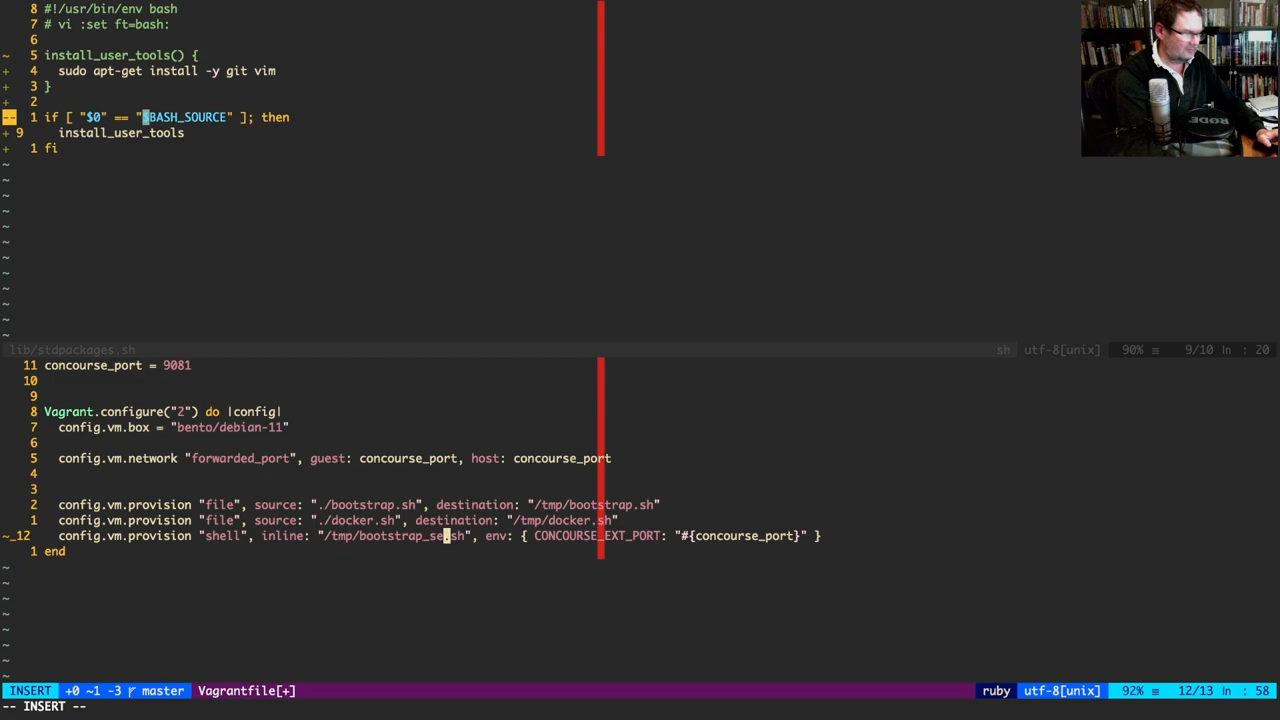 8 #!/usr/bin/env bash
7 # vi :set ft=bash:
6
~ 5 install_user_tools() {
+ 4 sudo apt-get install -y git vim
+ 3 }
+ 2
-- 1 if [ "$0" == "$BASH_SOURCE" ]; then
+ 9 install_user_tools
+ 1 fi
~
~
~
~
~
~
~
~
~
~
~
~
lib/stdpackages.sh sh utf-8[unix] 90% ≡ 9/10 ln : 20
11 concourse_port = 9081
10
9
8 Vagrant.configure("2") do |config|
7 config.vm.box = "bento/debian-11"
6
5 config.vm.network "forwarded_port", guest: concourse_port, host: concourse_port
4
3
2 config.vm.provision "file", source: "./bootstrap.sh", destination: "/tmp/bootstrap.sh"
1 config.vm.provision "file", source: "./docker.sh", destination: "/tmp/docker.sh"
~_12 config.vm.provision "shell", inline: "/tmp/bootstrap_se.sh", env: { CONCOURSE_EXT_PORT: "#{concourse_port}" }
1 end
~
~
~
~
~
~
~
~
INSERT +0 ~1 -3 master Vagrantfile[+] ruby utf-8[unix] 92% ≡ 12/13 ln : 58
-- INSERT --
RODE